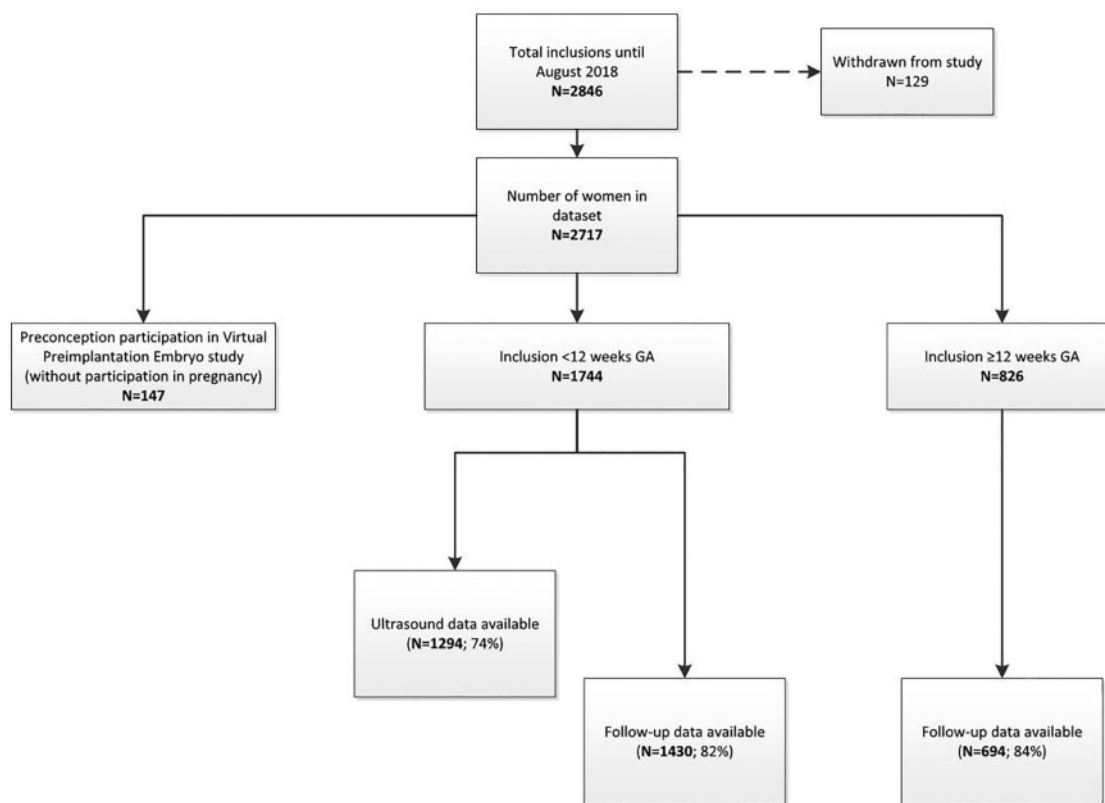 Total inclusions until
August 2018
N=2846
Withdrawn from study
N=129
Number of women in
dataset
N=2717
Preconception participation in Virtual
Preimplantation Embryo study
(without participation in pregnancy)
N=147
Inclusion <12 weeks GA
N=1744
Inclusion ≥12 weeks GA
N=826
Ultrasound data available
(N=1294; 74%)
Follow-up data available
(N=1430; 82%)
Follow-up data available
(N=694; 84%)